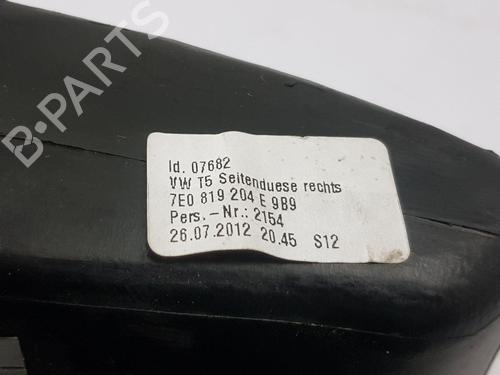 B-PARTS
Id. 07682
VW T5 Seitenduese rechts
7E0 819 204 E 9B9
Pers.-Nr.: 2154
26.07.2012 20.45 S12